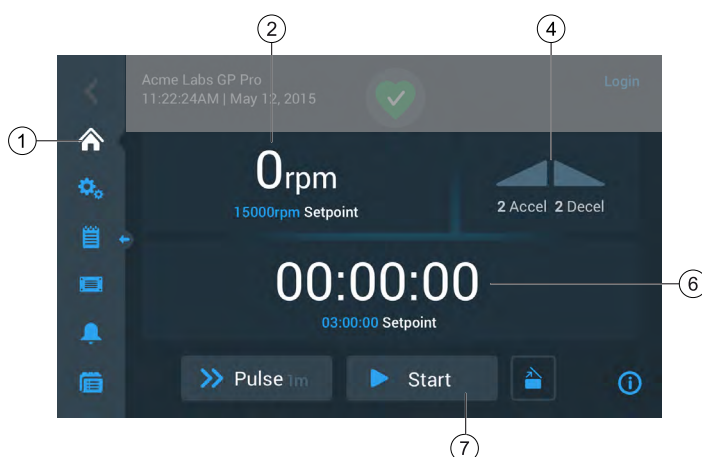 2
4
Acme Labs GP Pro
Login
11:22:24AM | May 12, 2015
1
0rpm
15000rpm Setpoint
2 Accel 2 Decel
00:00:00
6
03:00:00 Setpoint
Pulse 1m
Start
7